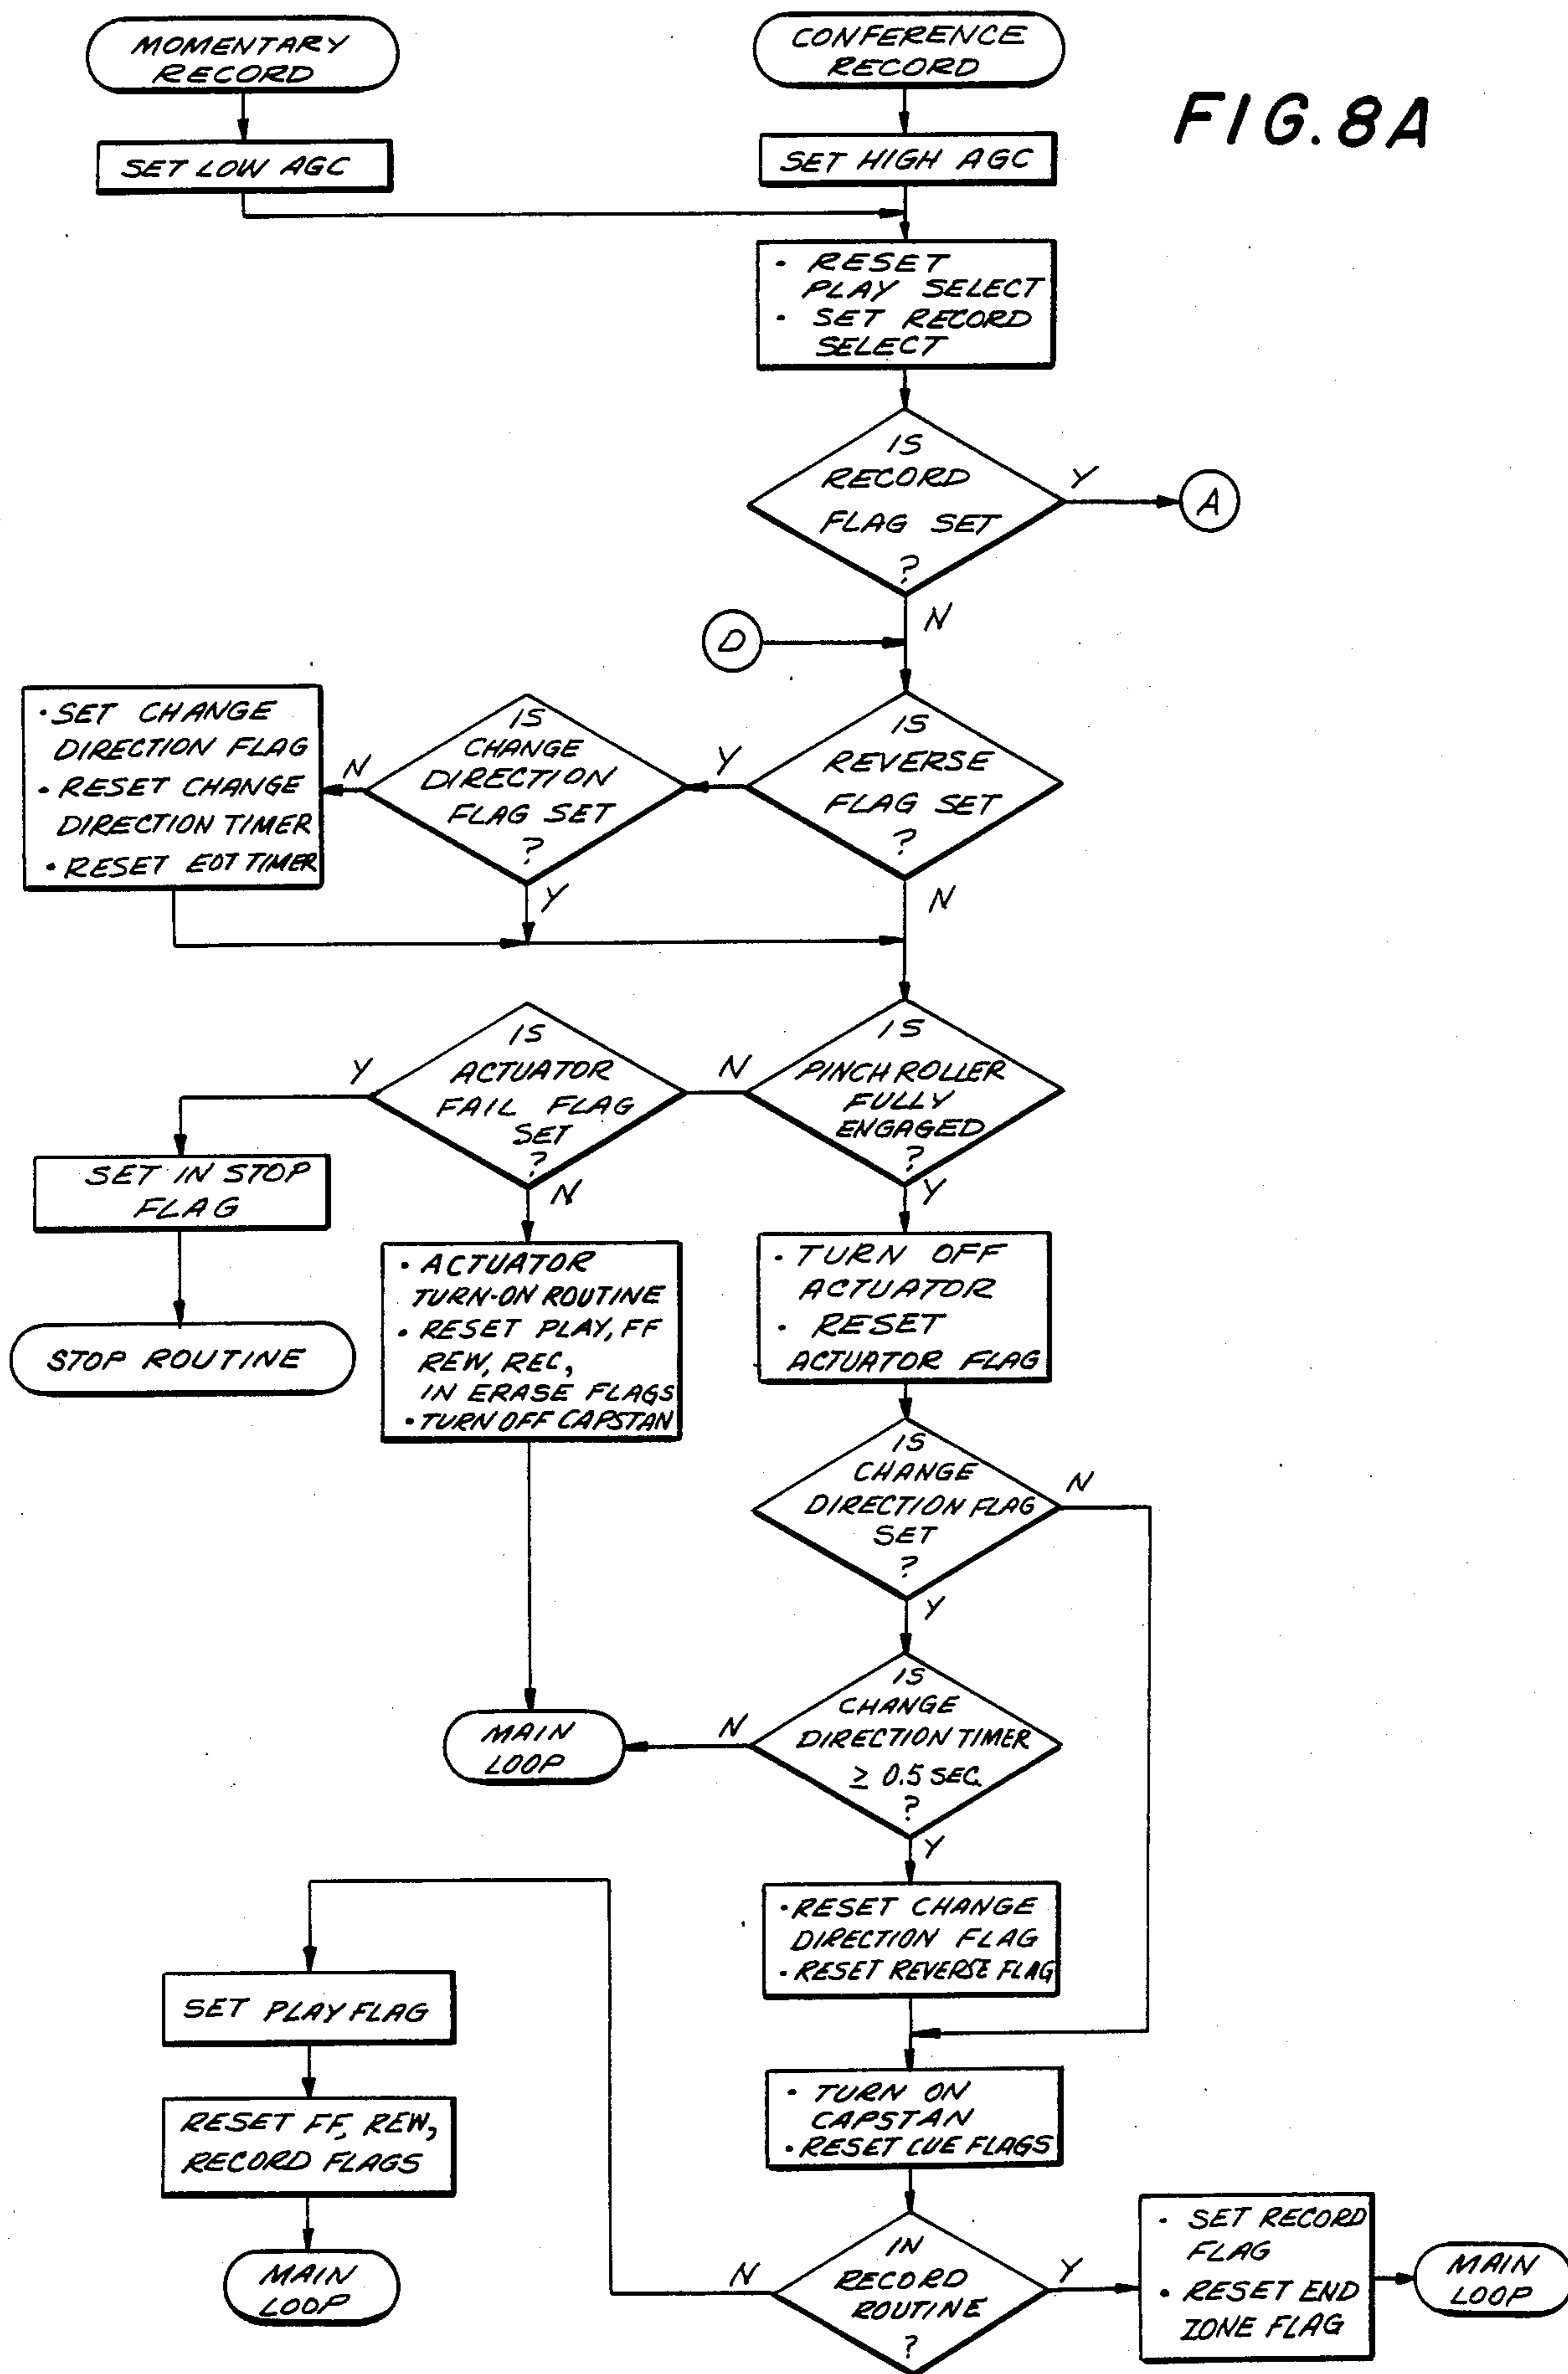 MOMENTARY
RECORD
CONFERENCE
RECORD
FIG. 8A
SET LOW AGC
SET HIGH AGC
• RESET
PLAY SELECT
• SET RECORD
SELECT
IS
RECORD
FLAG SET
?
Y
A
N
D
IS
REVERSE
FLAG SET
?
Y
N
IS
CHANGE
DIRECTION
FLAG SET
?
N
Y
• SET CHANGE
DIRECTION FLAG
• RESET CHANGE
DIRECTION TIMER
• RESET EOT TIMER
IS
PINCH ROLLER
FULLY
ENGAGED
?
N
Y
IS
ACTUATOR
FAIL FLAG
SET
?
Y
N
SET IN STOP
FLAG
STOP ROUTINE
• ACTUATOR
TURN-ON ROUTINE
• RESET PLAY, FF
REW, REC,
IN ERASE FLAGS
• TURN OFF CAPSTAN
• TURN OFF
ACTUATOR
• RESET
ACTUATOR FLAG
IS
CHANGE
DIRECTION FLAG
SET
?
N
Y
IS
CHANGE
DIRECTION TIMER
≥ 0.5 SEC.
?
N
Y
MAIN
LOOP
• RESET CHANGE
DIRECTION FLAG
• RESET REVERSE FLAG
• TURN ON
CAPSTAN
• RESET CUE FLAGS
IN
RECORD
ROUTINE
?
N
Y
SET PLAY FLAG
RESET FF, REW,
RECORD FLAGS
MAIN
LOOP
• SET RECORD
FLAG
• RESET END
ZONE FLAG
MAIN
LOOP